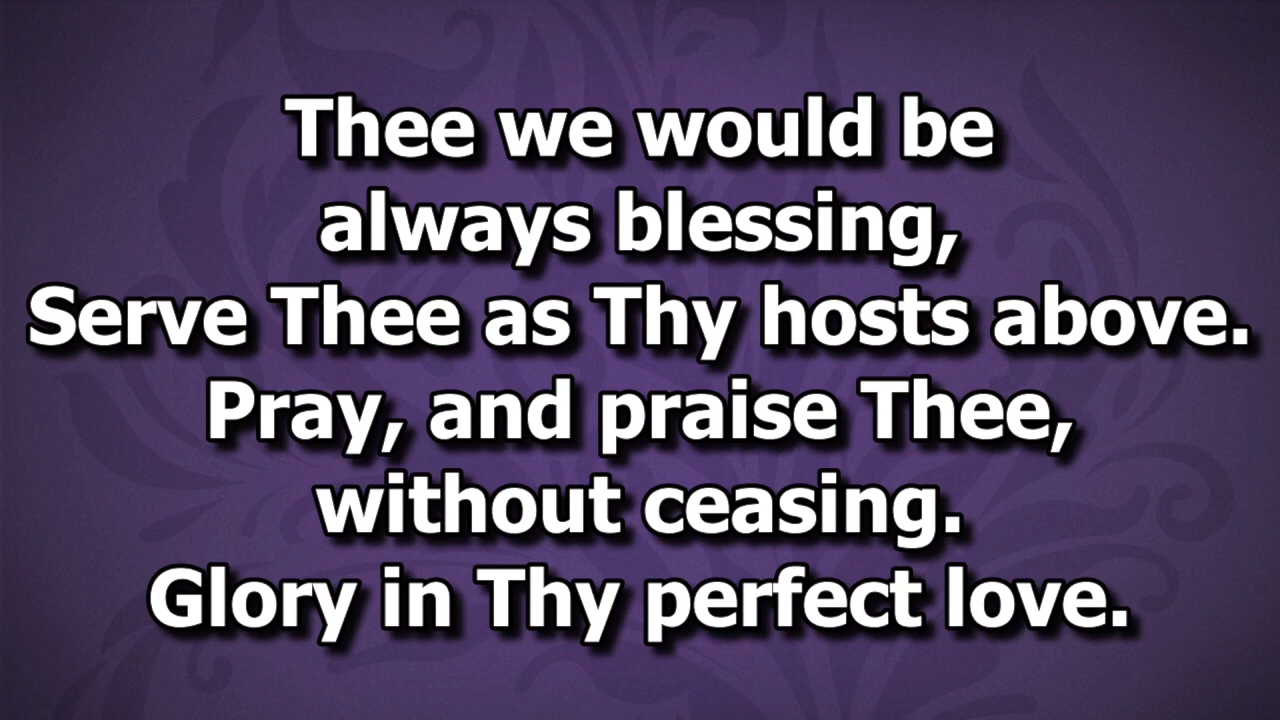 Thee we would be
always blessing,
Serve Thee as Thy hosts above.
Pray, and praise Thee,
without ceasing.
Glory in Thy perfect love.